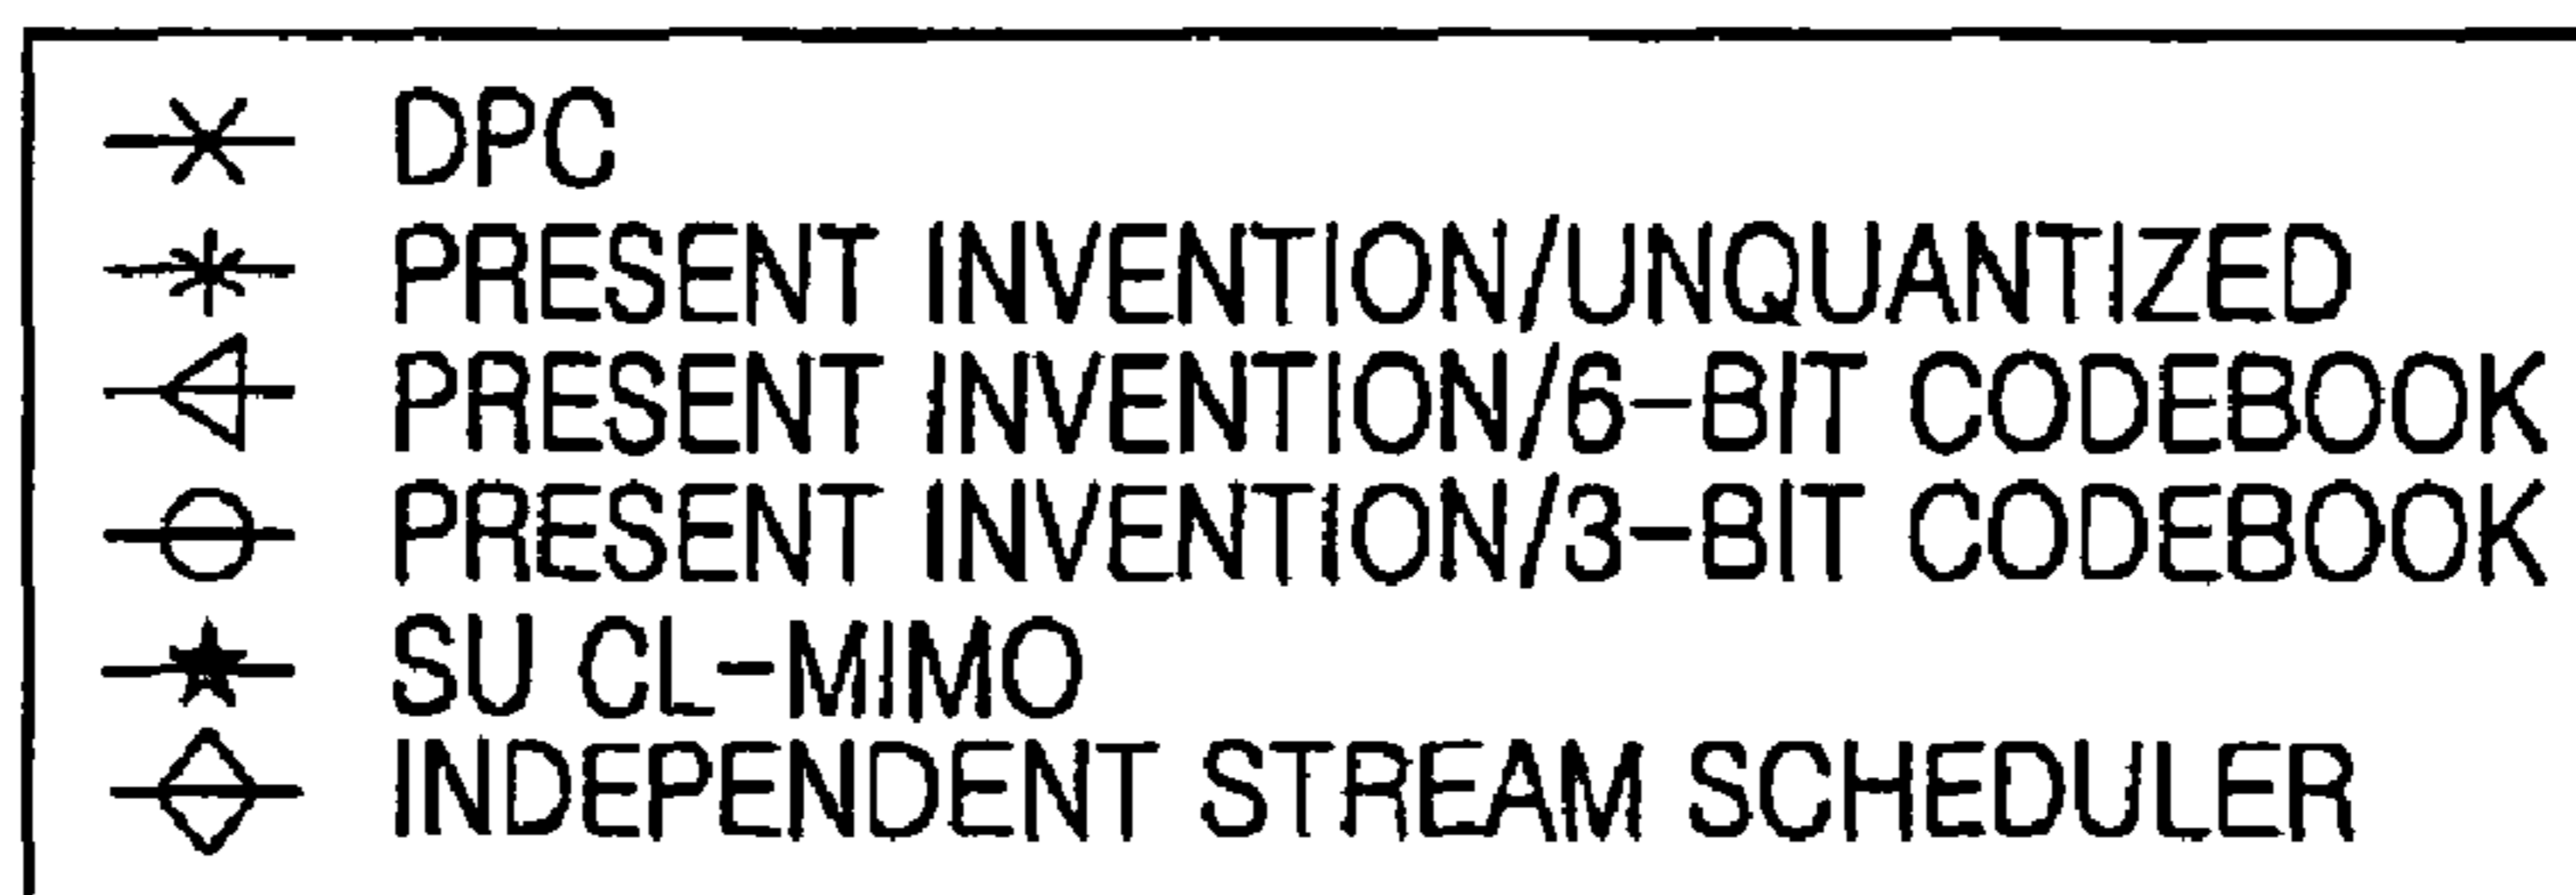 DPC
PRESENT INVENTION/UNQUANTIZED
PRESENT INVENTION/6-BIT CODEBOOK
PRESENT INVENTION/3-BIT CODEBOOK
SU CL-MIMO
INDEPENDENT STREAM SCHEDULER